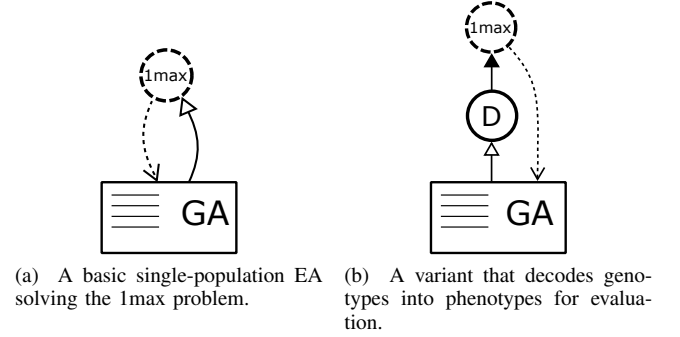 1max
GA
(a) A basic single-population EA
solving the 1max problem.
1max
D
GA
(b) A variant that decodes geno-
types into phenotypes for evalua-
tion.